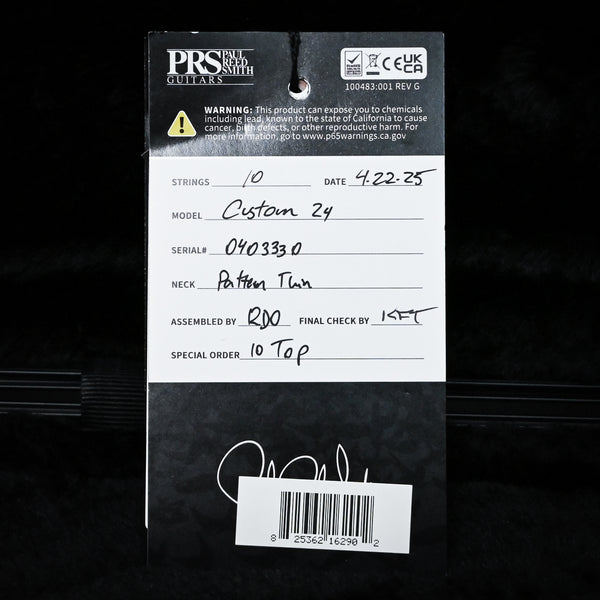 PRS PAUL REED SMITH
GUITARS
CE UK CA
100483:001 REV G
WARNING: This product can expose you to chemicals
including lead, known to the state of California to cause
cancer, birth defects, or other reproductive harm. For
more information, go to www.p65warnings.ca.gov
STRINGS 10 DATE 4-22-25
MODEL Custom 24
SERIAL# 0403330
NECK Pattern Thin
ASSEMBLED BY RDO FINAL CHECK BY KFT
SPECIAL ORDER 10 Top
8 25362 16290 2